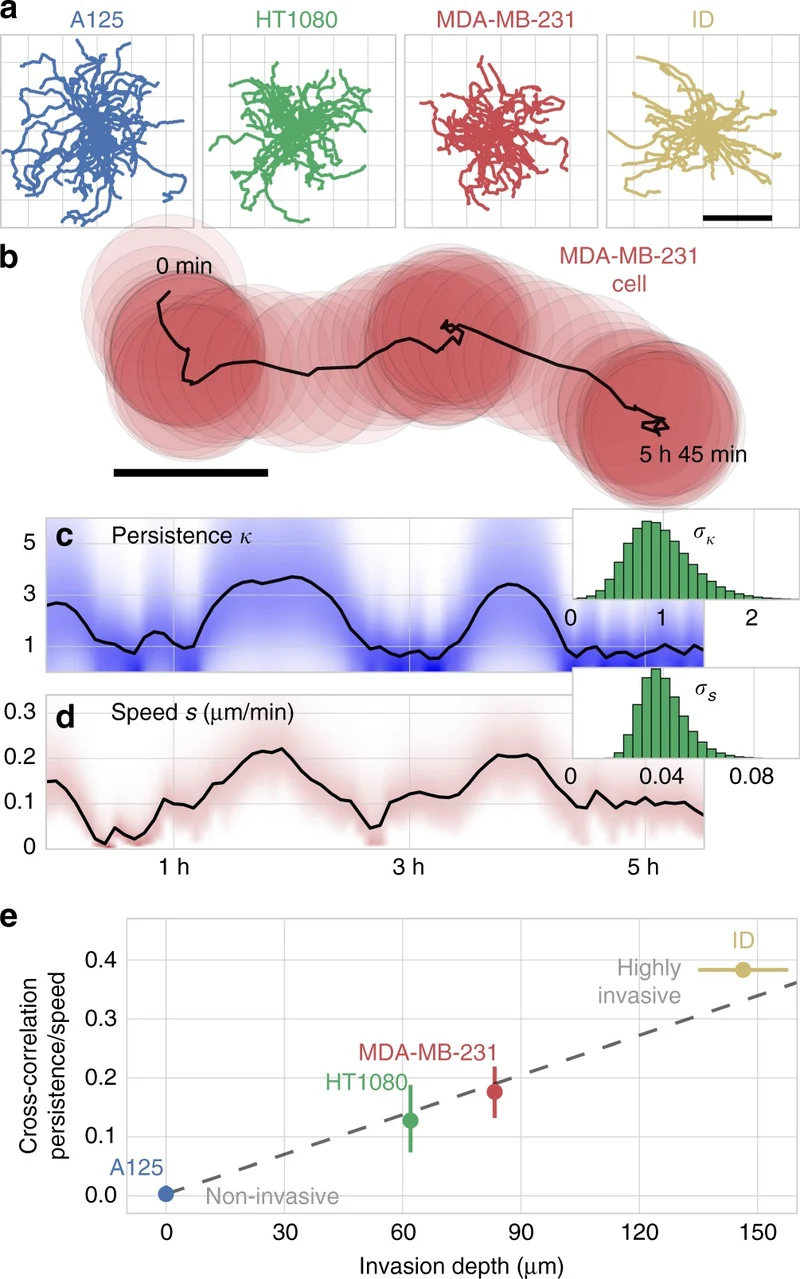 a
A125 HT1080 MDA-MB-231 ID
b
0 min
MDA-MB-231
cell
5 h 45 min
c Persistence κ
5
3
1
σκ
0 1 2
d Speed s (μm/min)
0.3
0.2
0.1
0
σs
0 0.04 0.08
1 h 3 h 5 h
e
Cross-correlation
persistence/speed
0.4
0.3
0.2
0.1
0.0
ID
Highly
invasive
MDA-MB-231
HT1080
A125
Non-invasive
0 30 60 90 120 150
Invasion depth (μm)